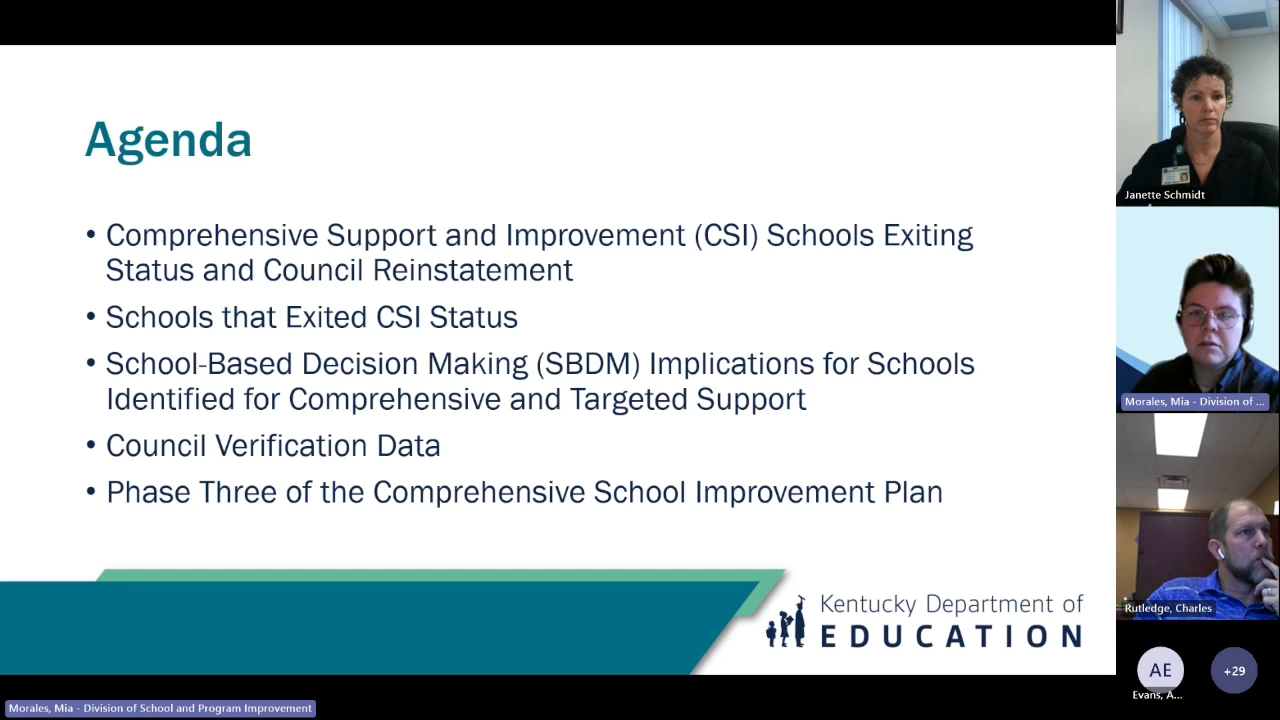 Agenda
• Comprehensive Support and Improvement (CSI) Schools Exiting
Status and Council Reinstatement
• Schools that Exited CSI Status
• School-Based Decision Making (SBDM) Implications for Schools
Identified for Comprehensive and Targeted Support
• Council Verification Data
• Phase Three of the Comprehensive School Improvement Plan
Kentucky Department of
EDUCATION
Morales, Mia - Division of School and Program Improvement
Janette Schmidt
Morales, Mia - Division of ...
Rutledge, Charles
AE
Evans, A...
+29